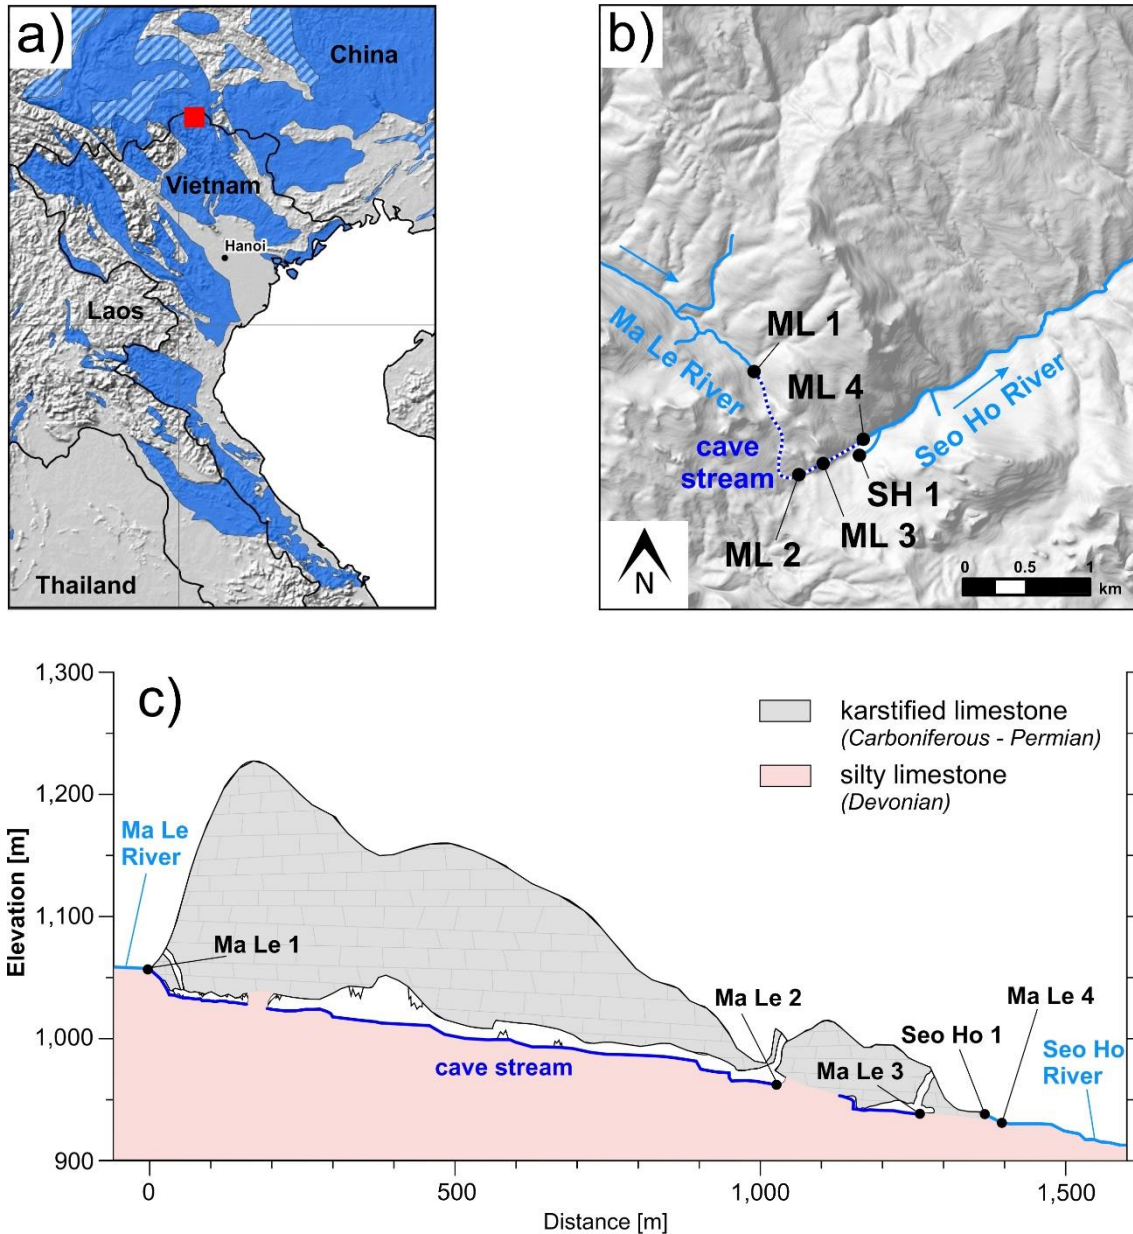 a)
China
Vietnam
Hanoi
Laos
Thailand
b)
Ma Le River
ML 1
ML 4
cave
stream
Seo Ho River
SH 1
ML 3
ML 2
N
0 0.5 1
km
c)
1,300
1,200
1,100
1,000
900
Elevation [m]
karstified limestone
(Carboniferous - Permian)
silty limestone
(Devonian)
Ma Le
River
Ma Le 1
cave stream
Ma Le 2
Ma Le 3
Seo Ho 1
Ma Le 4
Seo Ho
River
0 500 1,000 1,500
Distance [m]